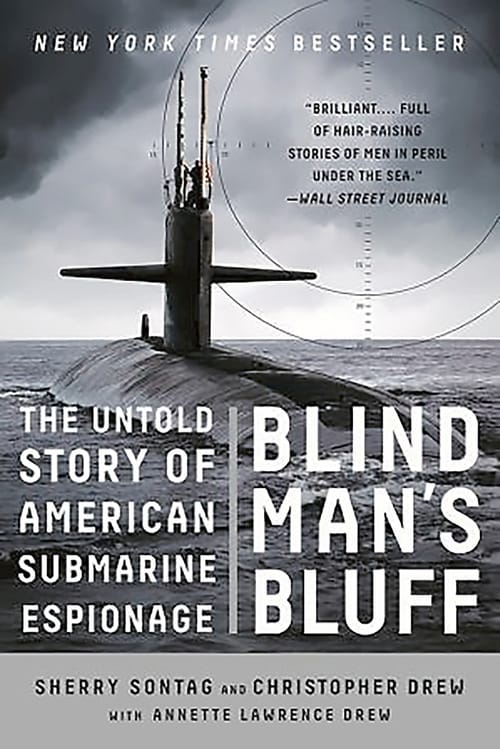 NEW YORK TIMES BESTSELLER
"BRILLIANT.... FULL
OF HAIR-RAISING
STORIES OF MEN IN PERIL
UNDER THE SEA."
—WALL STREET JOURNAL
THE UNTOLD
STORY OF
AMERICAN
SUBMARINE
ESPIONAGE
BLIND
MAN'S
BLUFF
SHERRY SONTAG AND CHRISTOPHER DREW
WITH ANNETTE LAWRENCE DREW